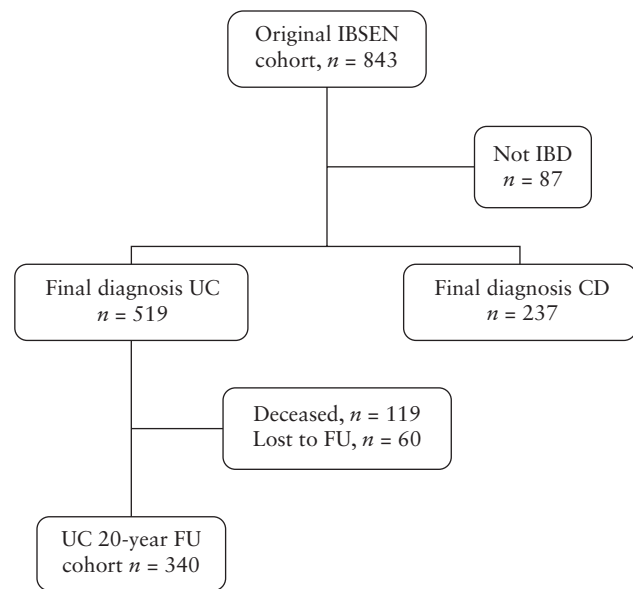 Original IBSEN
cohort, n = 843
Not IBD
n = 87
Final diagnosis UC
n = 519
Final diagnosis CD
n = 237
Deceased, n = 119
Lost to FU, n = 60
UC 20-year FU
cohort n = 340